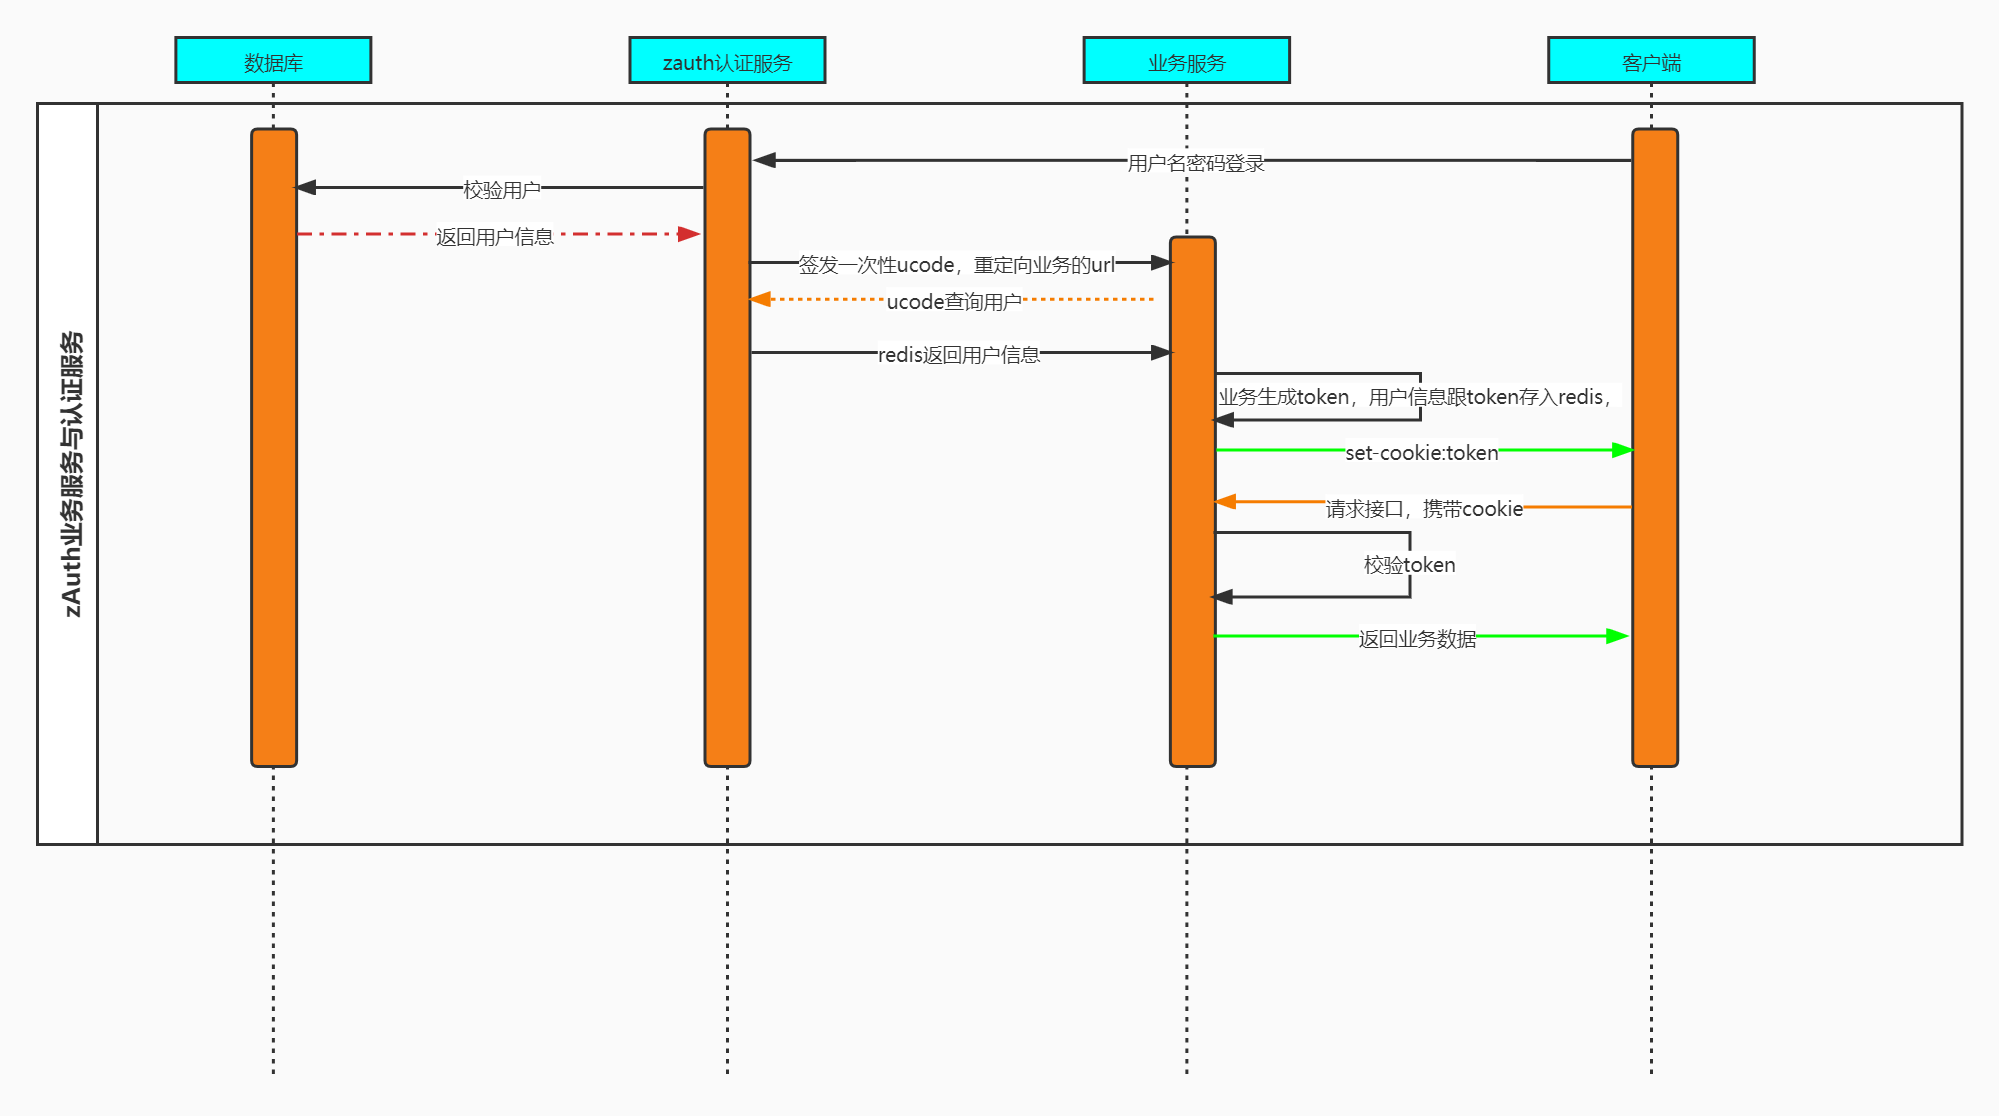 数据库
zauth认证服务
业务服务
客户端
zAuth业务服务与认证服务
用户名密码登录
校验用户
返回用户信息
签发一次性ucode，重定向业务的url
ucode查询用户
redis返回用户信息
业务生成token，用户信息跟token存入redis，
set-cookie:token
请求接口，携带cookie
校验token
返回业务数据